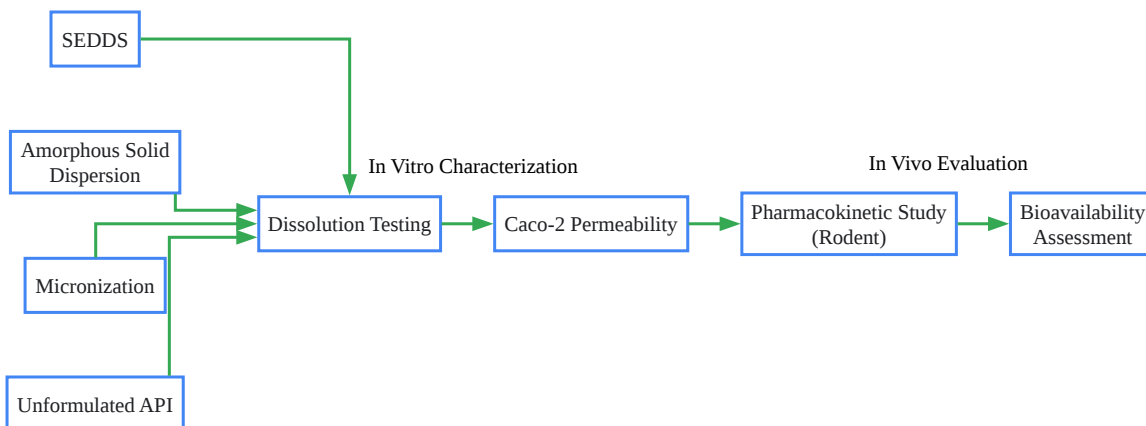 SEDDS
Amorphous Solid
Dispersion
Micronization
Unformulated API
In Vitro Characterization
Dissolution Testing
Caco-2 Permeability
In Vivo Evaluation
Pharmacokinetic Study
(Rodent)
Bioavailability
Assessment